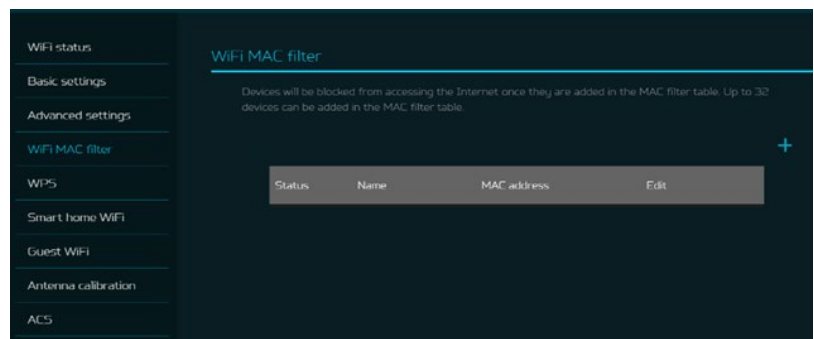 WiFi status
Basic settings
Advanced settings
WiFi MAC filter
WPS
Smart home WiFi
Guest WiFi
Antenna calibration
ACS
WiFi MAC filter
Devices will be blocked from accessing the Internet once they are added in the MAC filter table. Up to 32
devices can be added in the MAC filter table.
+
Status Name MAC address Edit